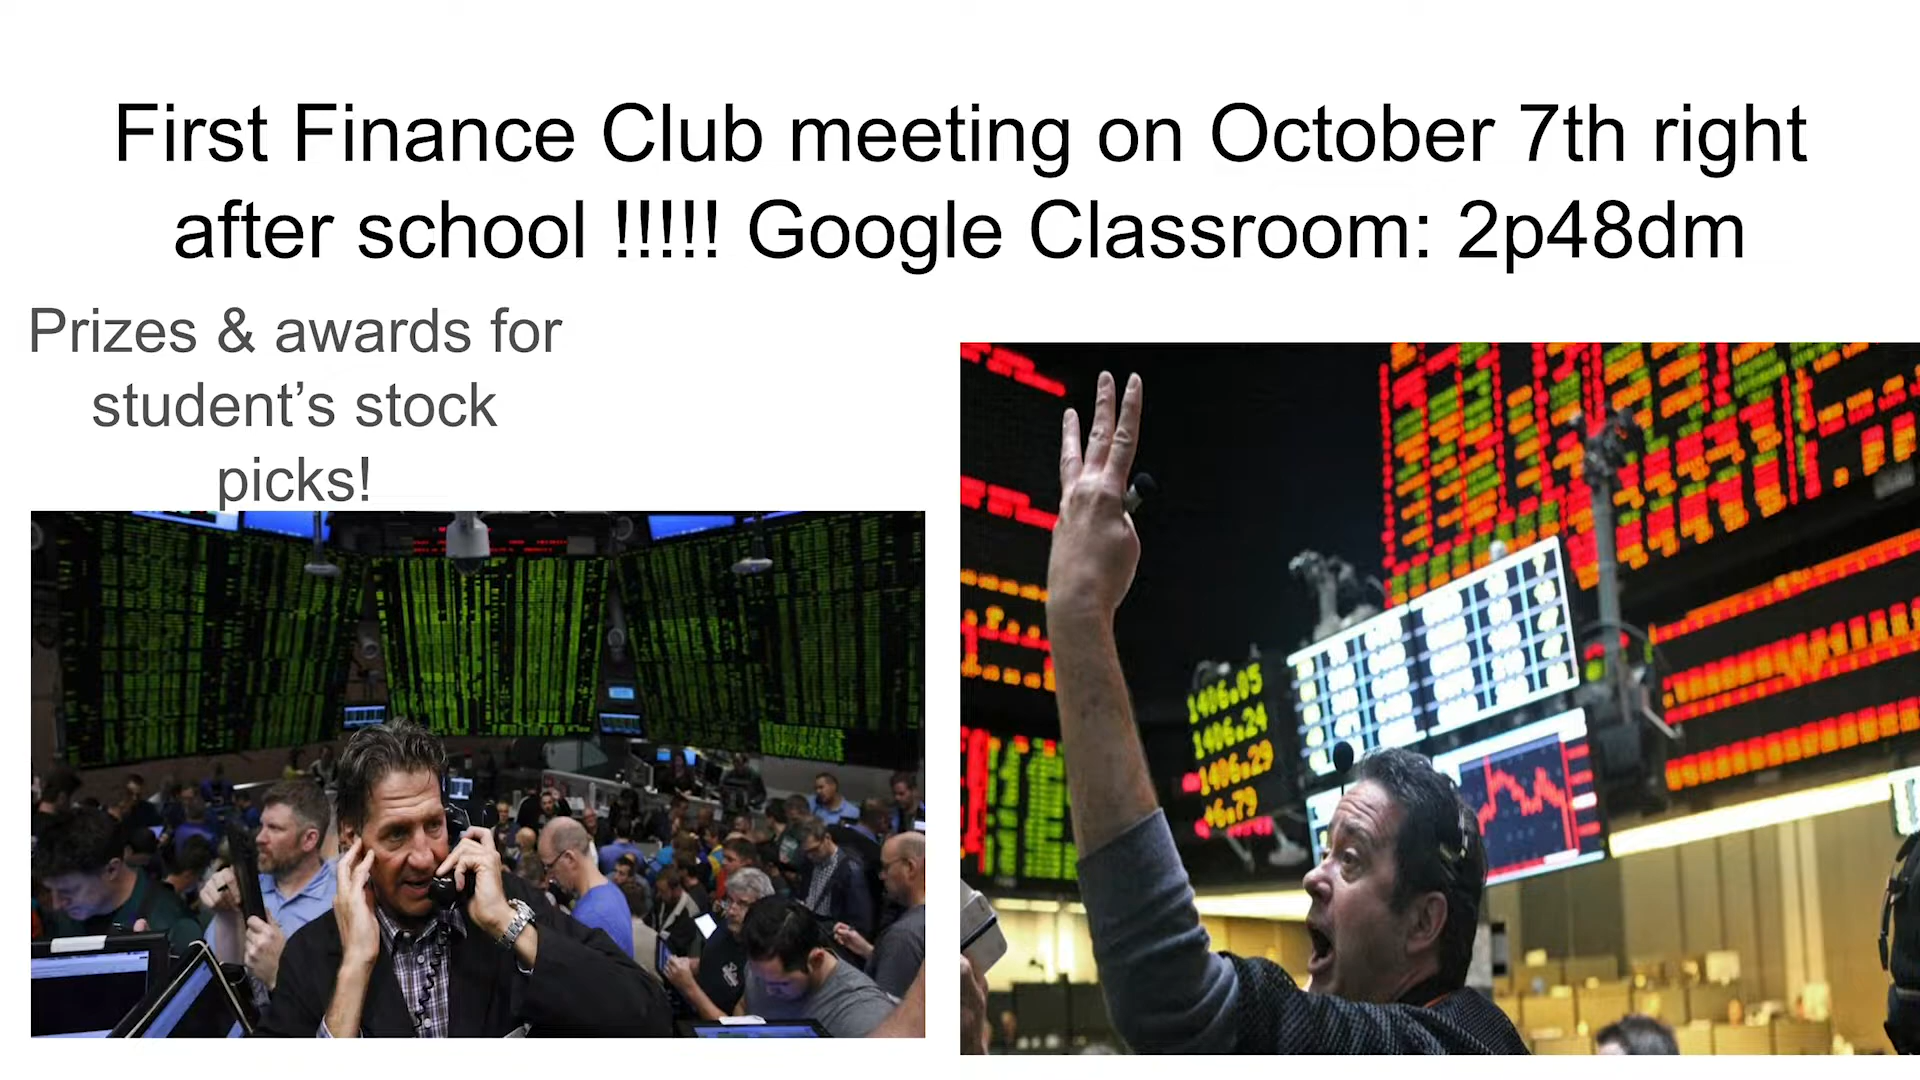 First Finance Club meeting on October 7th right
after school !!!!! Google Classroom: 2p48dm
Prizes & awards for
student’s stock
picks!
1406.05
1406.24
1406.29